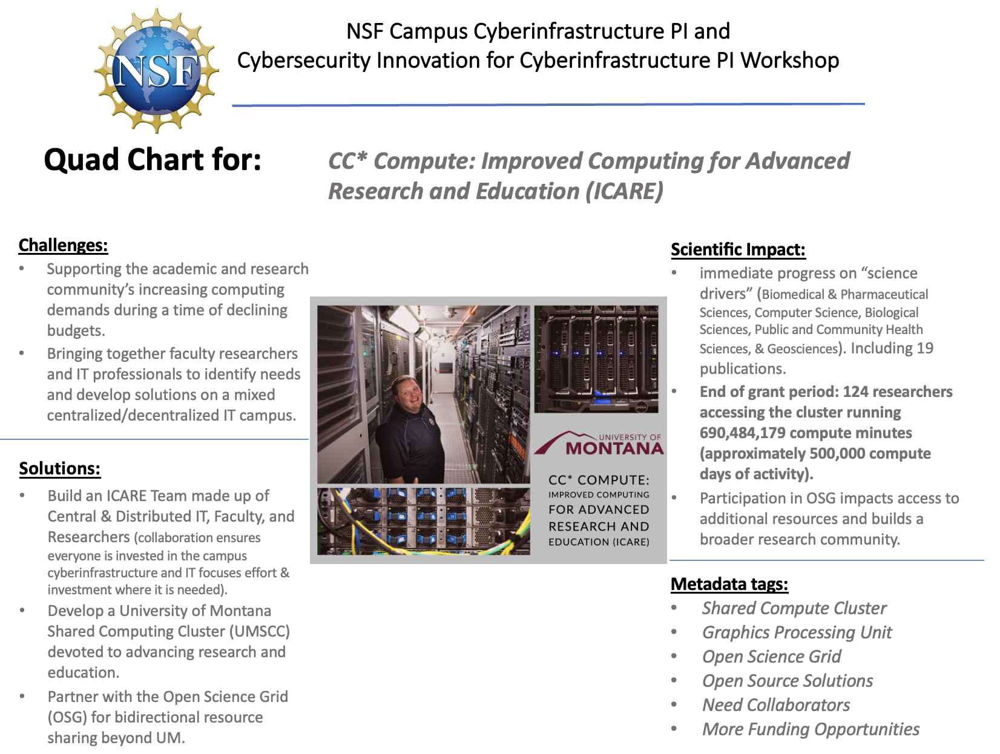 NSF
NSF Campus Cyberinfrastructure PI and
Cybersecurity Innovation for Cyberinfrastructure PI Workshop
Quad Chart for:
CC* Compute: Improved Computing for Advanced
Research and Education (ICARE)
Challenges:
• Supporting the academic and research
community’s increasing computing
demands during a time of declining
budgets.
• Bringing together faculty researchers
and IT professionals to identify needs
and develop solutions on a mixed
centralized/decentralized IT campus.
Solutions:
• Build an ICARE Team made up of
Central & Distributed IT, Faculty, and
Researchers (collaboration ensures
everyone is invested in the campus
cyberinfrastructure and IT focuses effort &
investment where it is needed).
• Develop a University of Montana
Shared Computing Cluster (UMSCC)
devoted to advancing research and
education.
• Partner with the Open Science Grid
(OSG) for bidirectional resource
sharing beyond UM.
DELL
UNIVERSITY OF
MONTANA
CC* COMPUTE:
IMPROVED COMPUTING
FOR ADVANCED
RESEARCH AND
EDUCATION (ICARE)
Scientific Impact:
• immediate progress on “science
drivers” (Biomedical & Pharmaceutical
Sciences, Computer Science, Biological
Sciences, Public and Community Health
Sciences, & Geosciences). Including 19
publications.
• End of grant period: 124 researchers
accessing the cluster running
690,484,179 compute minutes
(approximately 500,000 compute
days of activity).
• Participation in OSG impacts access to
additional resources and builds a
broader research community.
Metadata tags:
• Shared Compute Cluster
• Graphics Processing Unit
• Open Science Grid
• Open Source Solutions
• Need Collaborators
• More Funding Opportunities